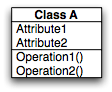 Class A
Attribute1
Attribute2
Operation1()
Operation2()